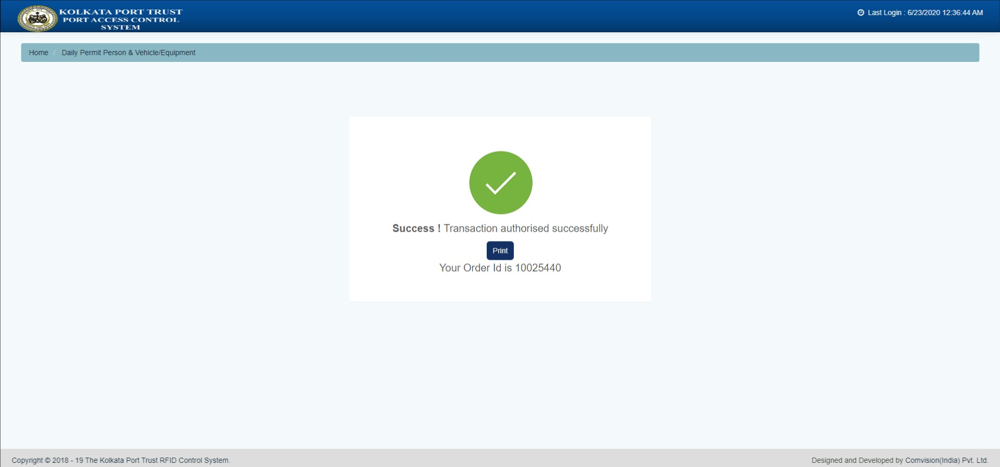 KOLKATA PORT TRUST
PORT ACCESS CONTROL
SYSTEM
Last Login : 6/23/2020 12:36:44 AM
Home / Daily Permit Person & Vehicle/Equipment
Success ! Transaction authorised successfully
Print
Your Order Id is 10025440
Copyright © 2018 - 19 The Kolkata Port Trust RFID Control System.
Designed and Developed by Comvision(India) Pvt. Ltd.